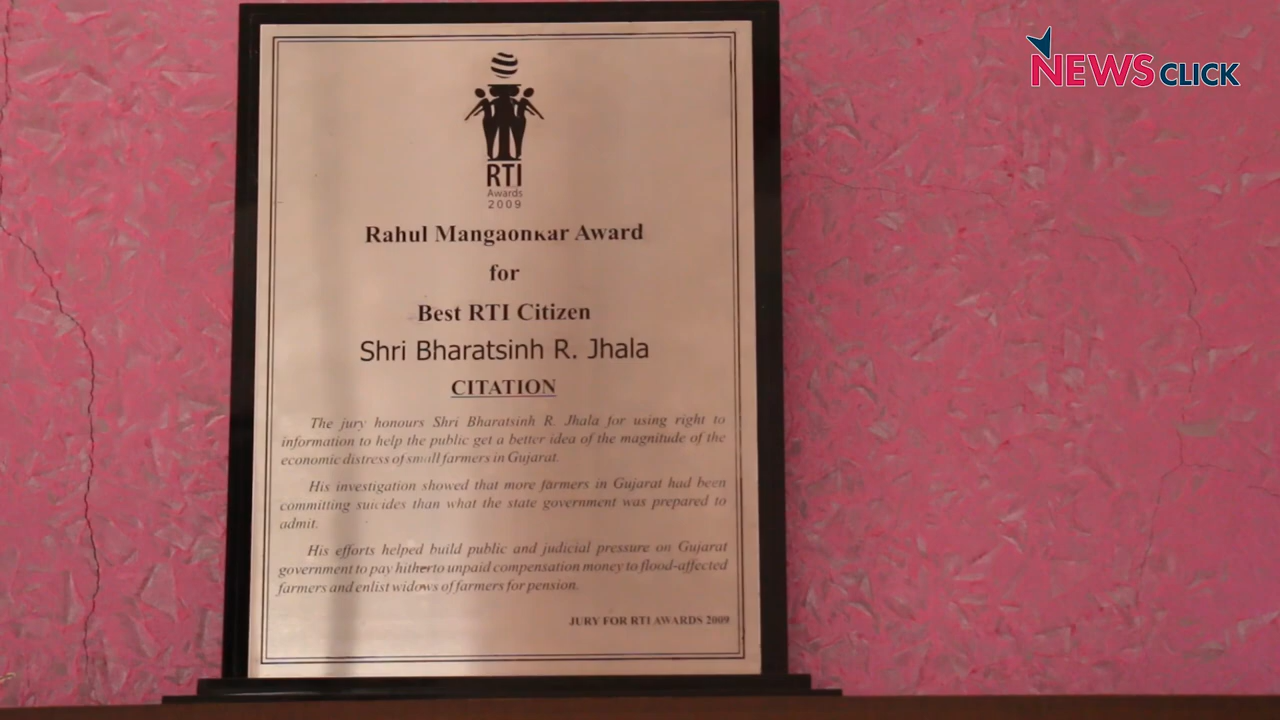 NEWS CLICK
RTI
Awards
2009
Rahul Mangaonkar Award
for
Best RTI Citizen
Shri Bharatsinh R. Jhala
CITATION
The jury honours Shri Bharatsinh R. Jhala for using right to
information to help the public get a better idea of the magnitude of the
economic distress of small farmers in Gujarat.
His investigation showed that more farmers in Gujarat had been
committing suicides than what the state government was prepared to
admit.
His efforts helped build public and judicial pressure on Gujarat
government to pay hitherto unpaid compensation money to flood-affected
farmers and enlist widows of farmers for pension.
JURY FOR RTI AWARDS 2009